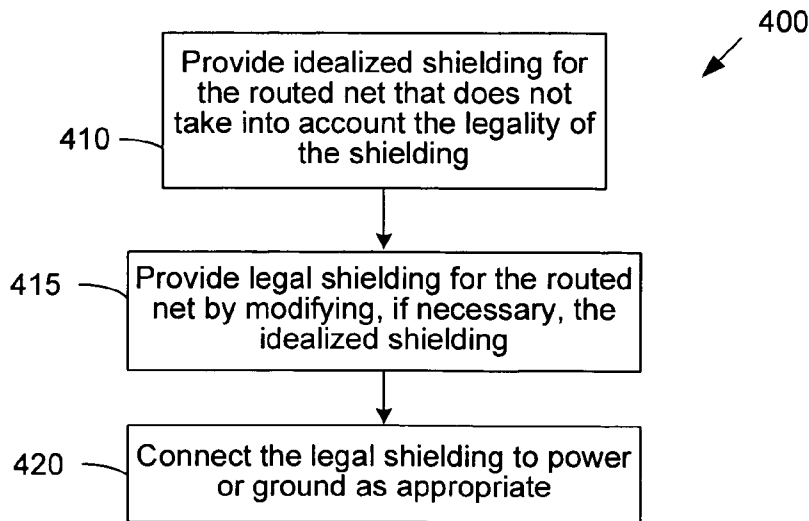 400
Provide idealized shielding for
the routed net that does not
take into account the legality of
the shielding
410
Provide legal shielding for the routed
net by modifying, if necessary, the
idealized shielding
415
Connect the legal shielding to power
or ground as appropriate
420